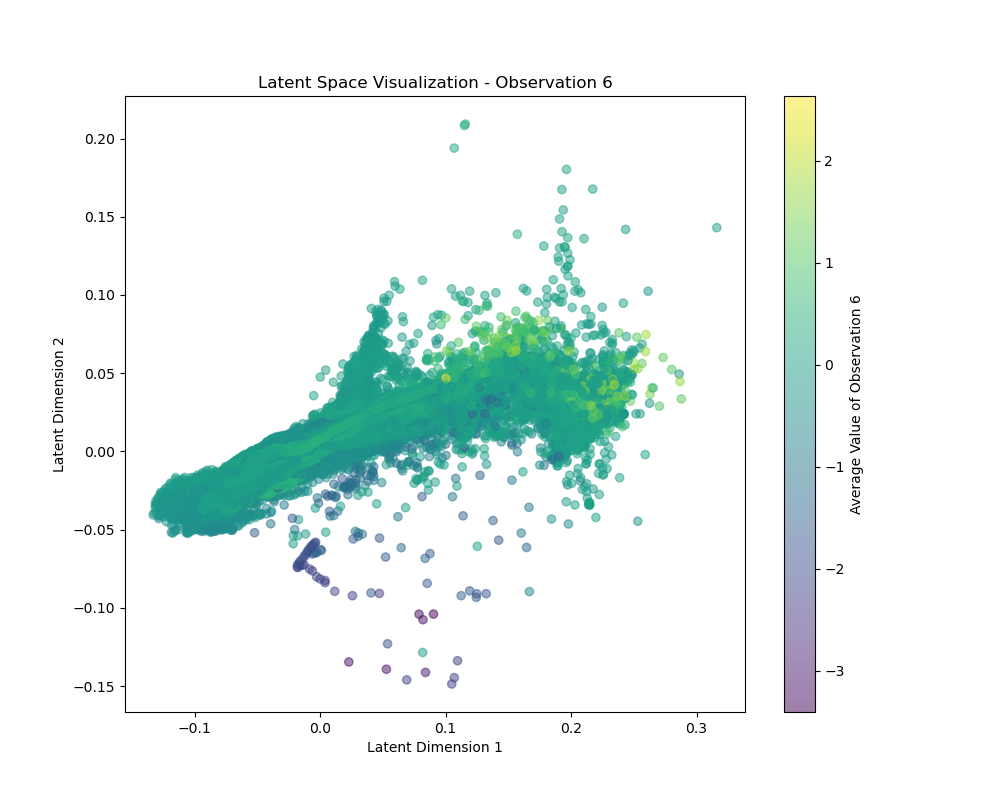 Latent Space Visualization - Observation 6
0.20
0.15
0.10
0.05
0.00
−0.05
−0.10
−0.15
Latent Dimension 2
−0.1 0.0 0.1 0.2 0.3
Latent Dimension 1
2
1
0
−1
−2
−3
Average Value of Observation 6